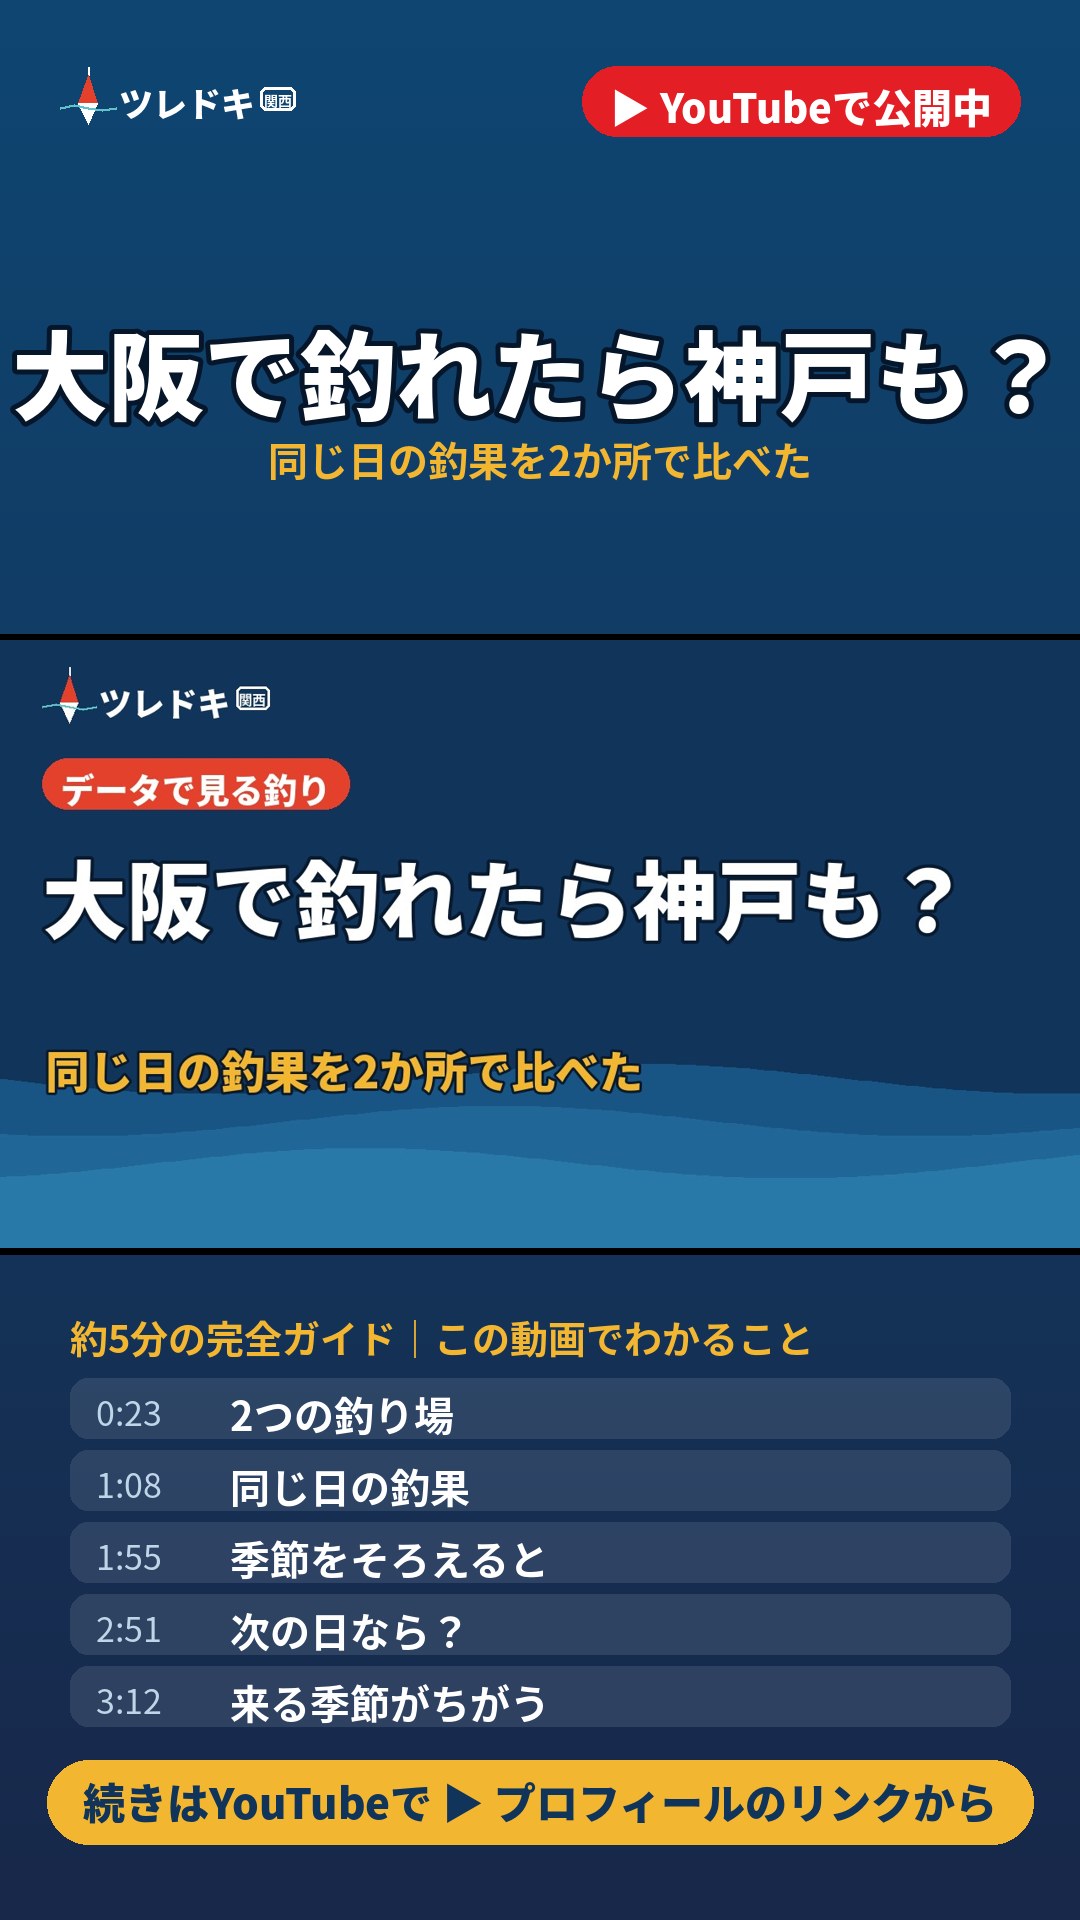 ツレドキ 関西
▶ YouTubeで公開中
大阪で釣れたら神戸も？
同じ日の釣果を2か所で比べた
ツレドキ 関西
データで見る釣り
大阪で釣れたら神戸も？
同じ日の釣果を2か所で比べた
約5分の完全ガイド｜この動画でわかること
0:23 2つの釣り場
1:08 同じ日の釣果
1:55 季節をそろえると
2:51 次の日なら？
3:12 来る季節がちがう
続きはYouTubeで ▶ プロフィールのリンクから